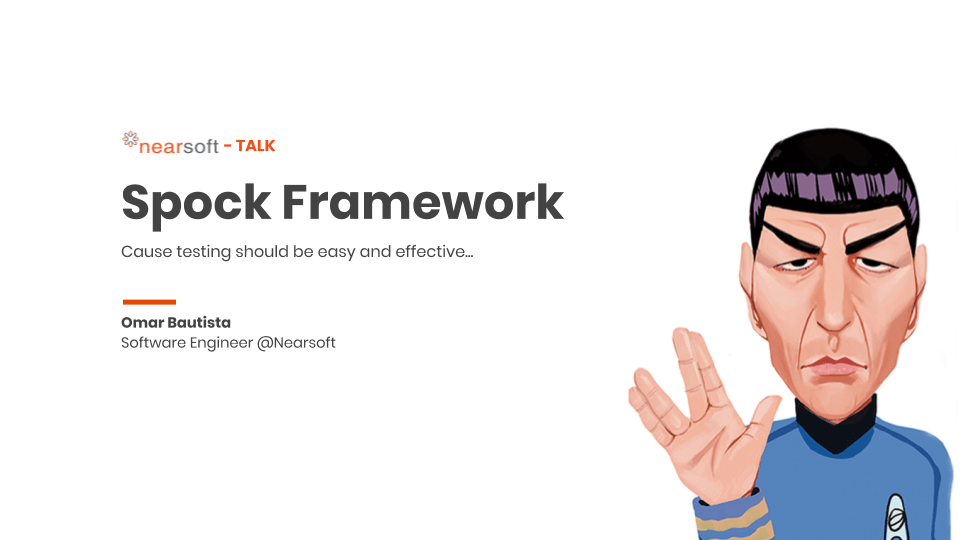 nearsoft - TALK
Spock Framework
Cause testing should be easy and effective...
Omar Bautista
Software Engineer @Nearsoft